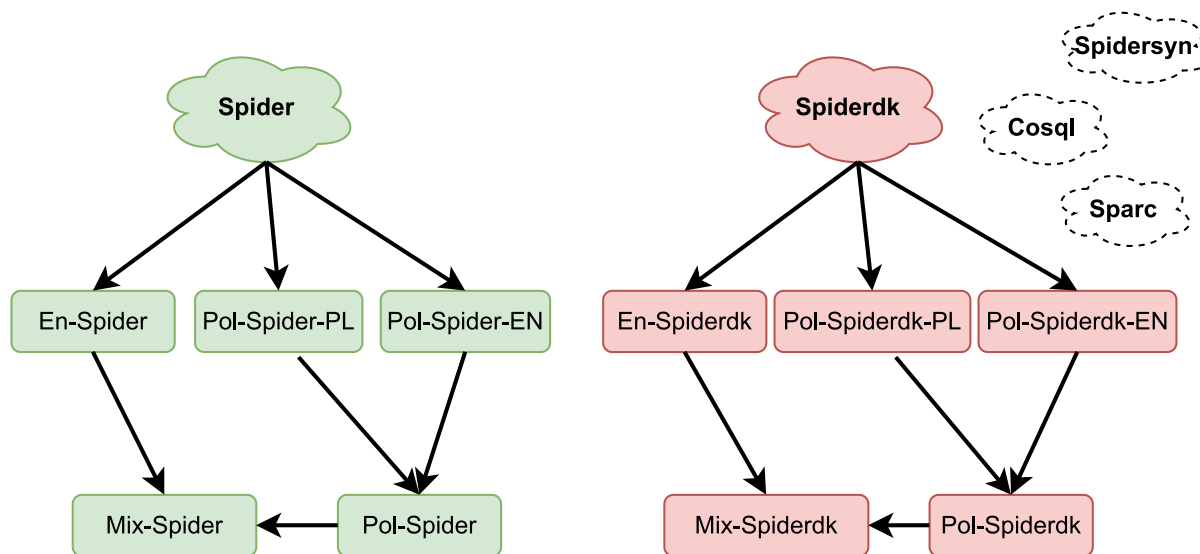 Spider
En-Spider
Pol-Spider-PL
Pol-Spider-EN
Mix-Spider
Pol-Spider
Spiderdk
En-Spiderdk
Pol-Spiderdk-PL
Pol-Spiderdk-EN
Mix-Spiderdk
Pol-Spiderdk
Spidersyn
Cosql
Sparc